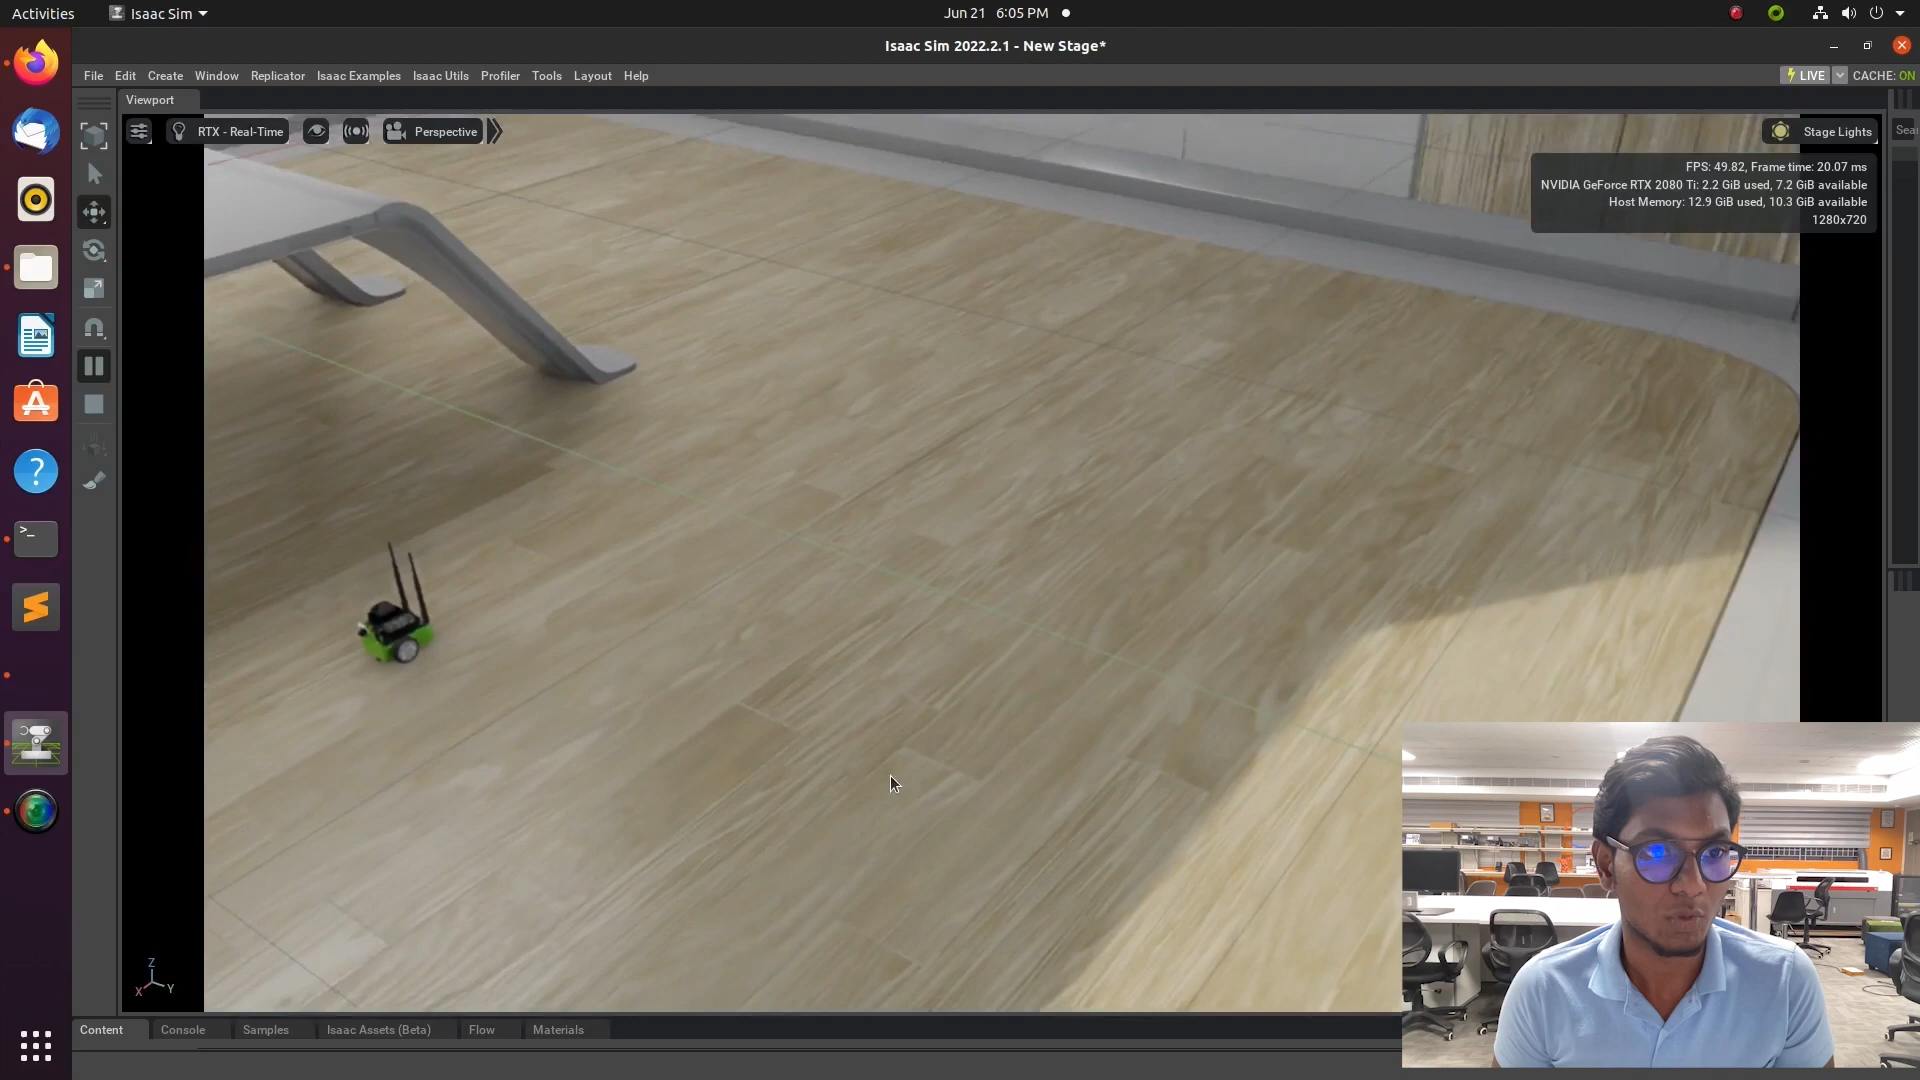 Activities
Isaac Sim
Jun 21 6:05 PM
Isaac Sim 2022.2.1 - New Stage*
File Edit Create Window Replicator Isaac Examples Isaac Utils Profiler Tools Layout Help
LIVE
CACHE: ON
Viewport
RTX - Real-Time
Perspective
Stage Lights
Sea
FPS: 49.82, Frame time: 20.07 ms
NVIDIA GeForce RTX 2080 Ti: 2.2 GiB used, 7.2 GiB available
Host Memory: 12.9 GiB used, 10.3 GiB available
1280x720
Z
X
Y
Content Console Samples Isaac Assets (Beta) Flow Materials